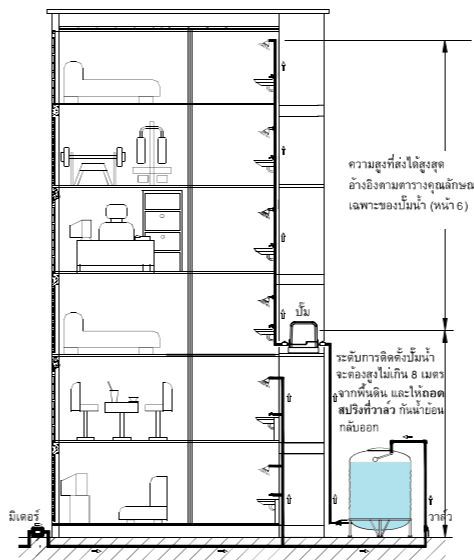 ความสูงที่ส่งได้สูงสุด
อ้างอิงตามตารางคุณลักษณะ
เฉพาะของปั๊มน้ำ (หน้า 6)
ปั๊ม
ระดับการติดตั้งปั๊มน้ำ
จะต้องสูงไม่เกิน 8 เมตร
จากพื้นดิน และให้ถอด
สปริงที่วาล์ว กันน้ำย้อน
กลับออก
มิเตอร์
วาล์ว